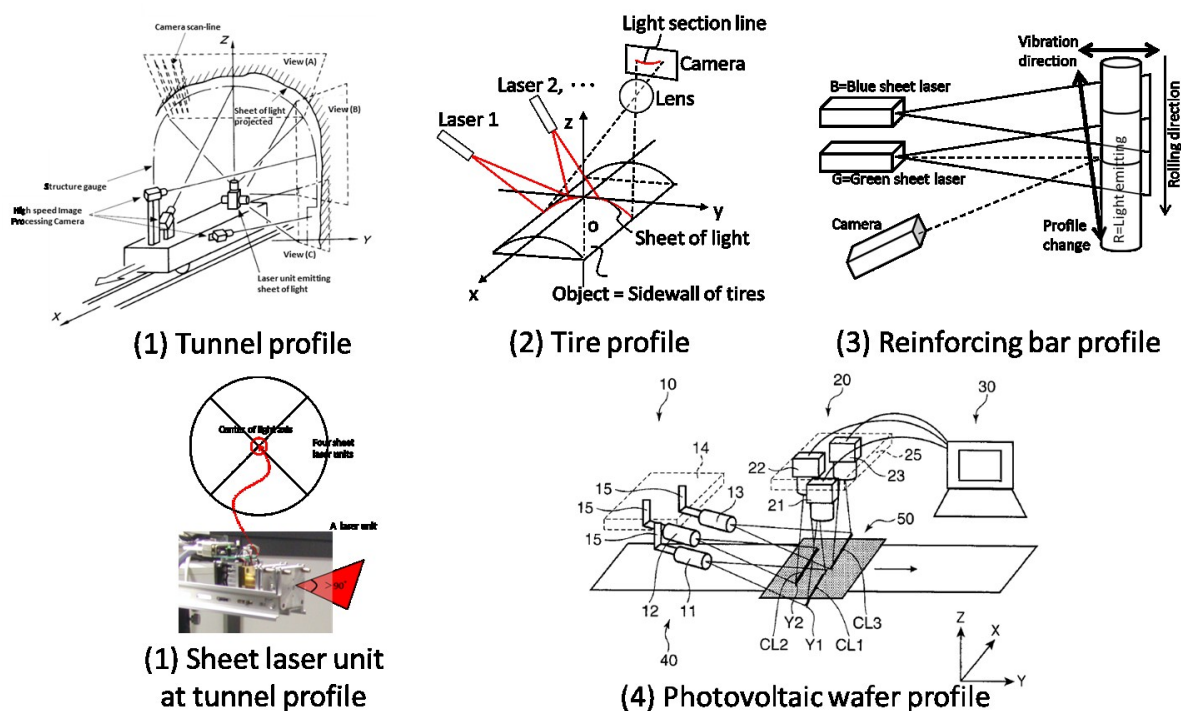 Camera scan-line
Z
View (A)
Sheet of light
projected
View (B)
Structure gauge
High speed Image
Processing Camera
Y
View (C)
Laser unit emitting
sheet of light
X
(1) Tunnel profile
Light section line
Camera
Laser 2, ···
Lens
Laser 1
z
y
o
Sheet of light
x
Object = Sidewall of tires
(2) Tire profile
Vibration
direction
B=Blue sheet laser
G=Green sheet laser
Rolling direction
R=Light emitting
Camera
Profile
change
(3) Reinforcing bar profile
Center of light axis
Four sheet
laser units
A laser unit
>90°
(1) Sheet laser unit
at tunnel profile
10
20
30
14
22
25
23
15
13
21
15
15
50
12
11
Y2
CL3
CL2
Y1
CL1
40
Z
X
Y
(4) Photovoltaic wafer profile